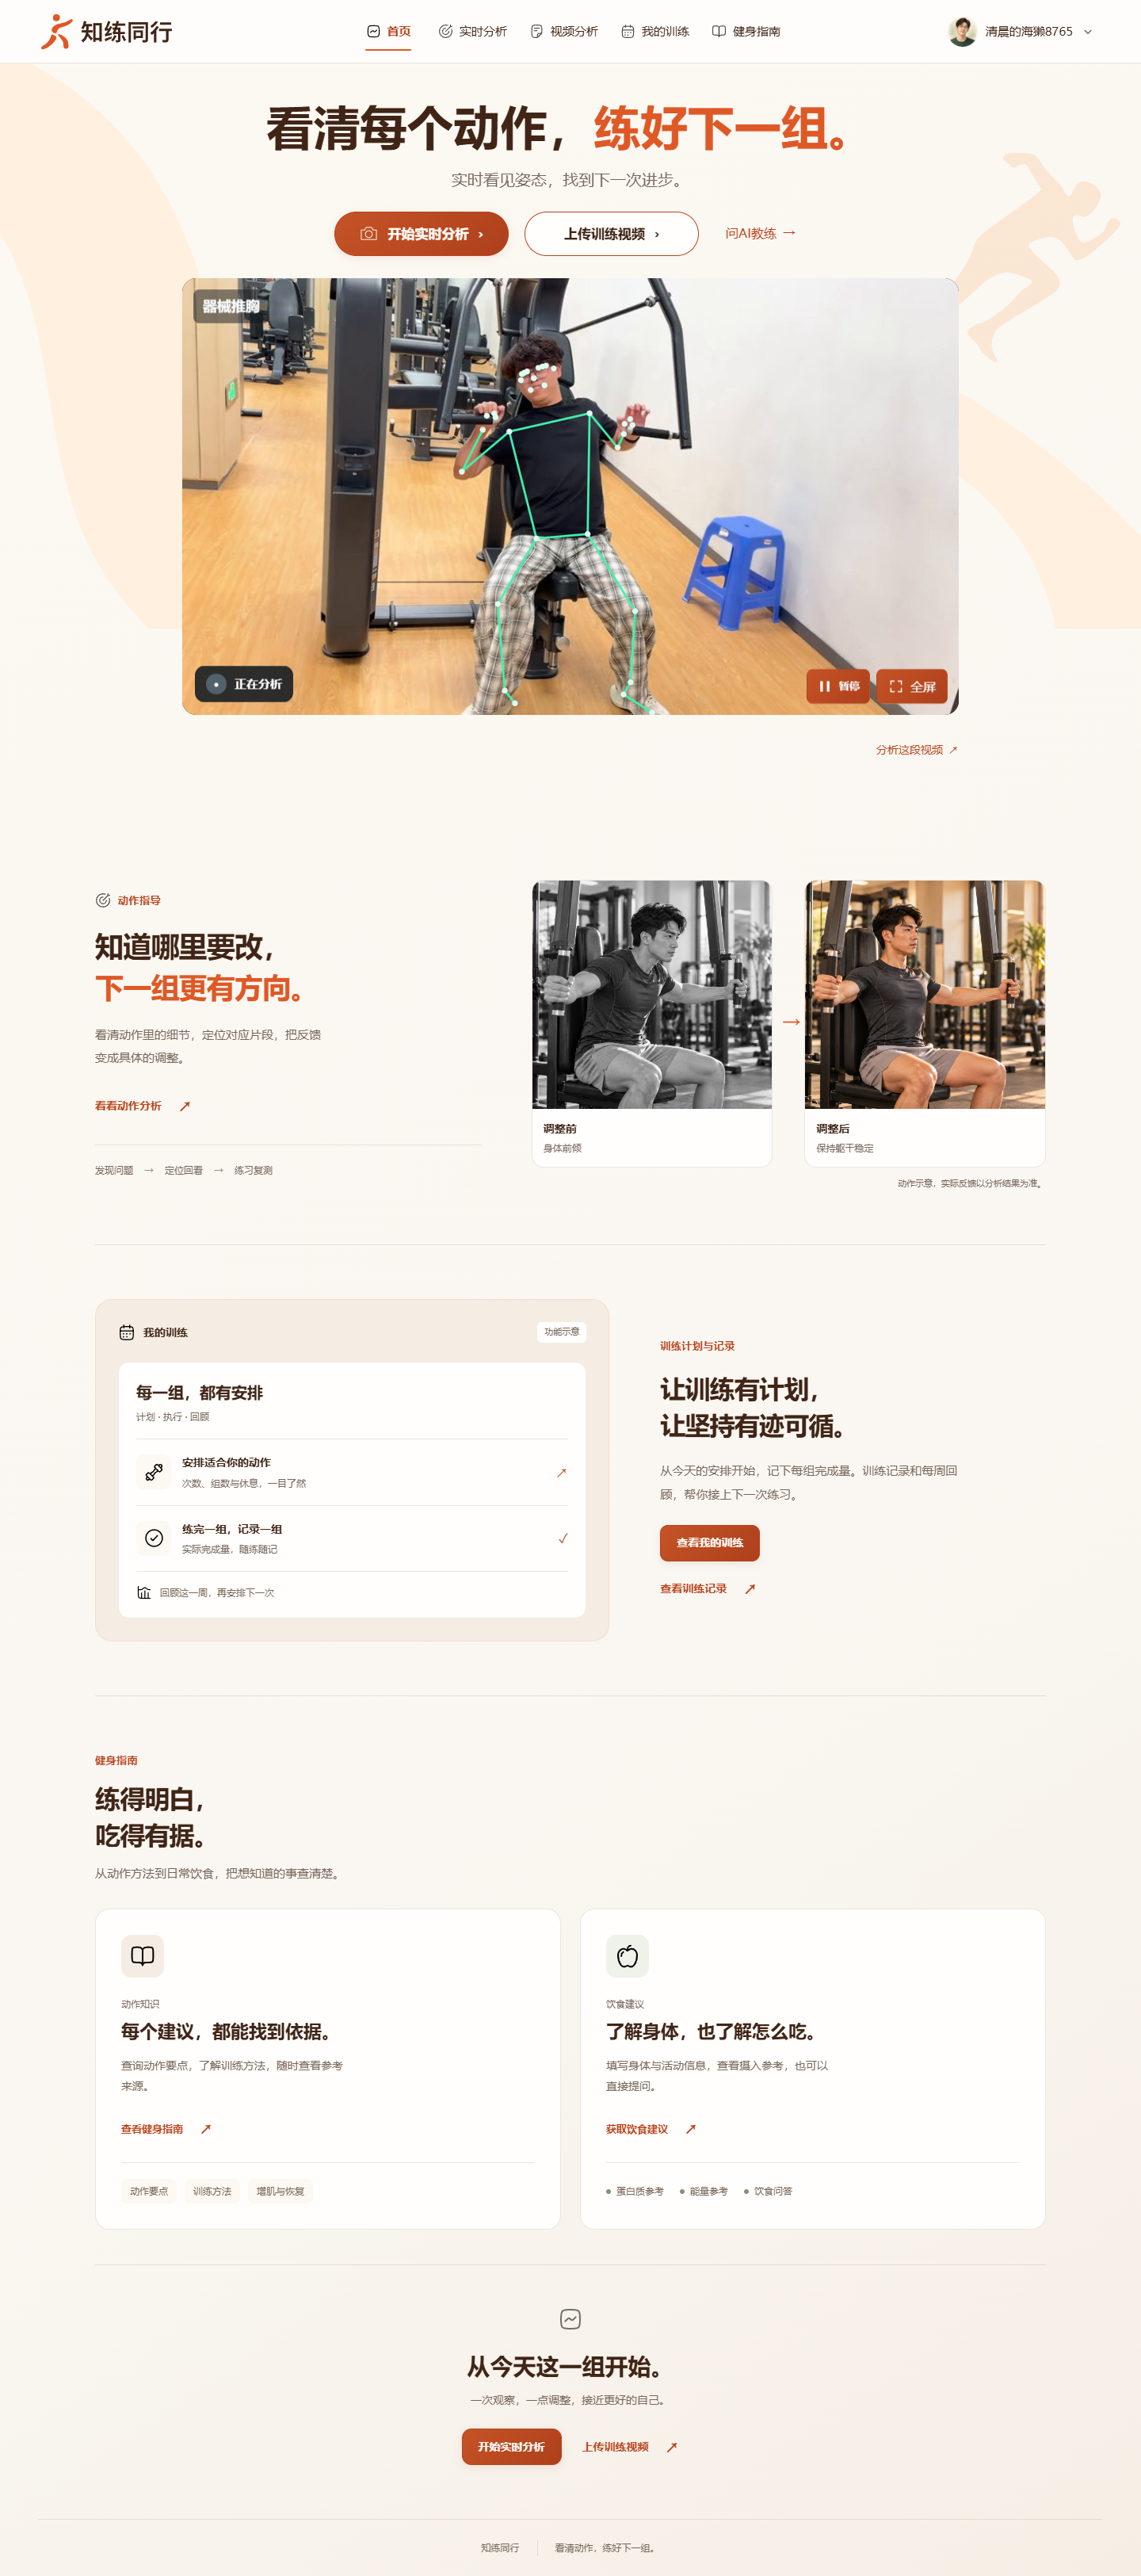 知练同行
首页
实时分析
视频分析
我的训练
健身指南
清晨的海獭8765
看清每个动作，练好下一组。
实时看见姿态，找到下一次进步。
开始实时分析 ›
上传训练视频 ›
问AI教练 →
器械推胸
正在分析
暂停
全屏
分析这段视频 ↗
动作指导
知道哪里要改，
下一组更有方向。
看清动作里的细节，定位对应片段，把反馈
变成具体的调整。
看看动作分析 ↗
发现问题 → 定位回看 → 练习复测
→
调整前
身体前倾
调整后
保持躯干稳定
动作示意，实际反馈以分析结果为准。
我的训练
功能示意
每一组，都有安排
计划 · 执行 · 回顾
安排适合你的动作
次数、组数与休息，一目了然
↗
练完一组，记录一组
实际完成量，随练随记
✓
回顾这一周，再安排下一次
训练计划与记录
让训练有计划，
让坚持有迹可循。
从今天的安排开始，记下每组完成量。训练记录和每周回
顾，帮你接上下一次练习。
查看我的训练
查看训练记录 ↗
健身指南
练得明白，
吃得有据。
从动作方法到日常饮食，把想知道的事查清楚。
动作知识
每个建议，都能找到依据。
查询动作要点，了解训练方法，随时查看参考
来源。
查看健身指南 ↗
动作要点
训练方法
增肌与恢复
饮食建议
了解身体，也了解怎么吃。
填写身体与活动信息，查看摄入参考，也可以
直接提问。
获取饮食建议 ↗
• 蛋白质参考 • 能量参考 • 饮食问答
从今天这一组开始。
一次观察，一点调整，接近更好的自己。
开始实时分析
上传训练视频 ↗
知练同行
看清动作，练好下一组。